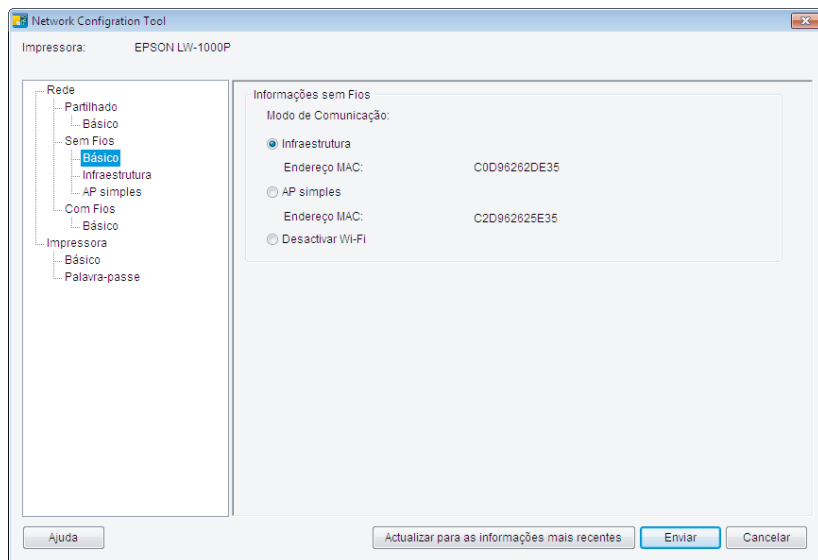 Network Configration Tool
Impressora: EPSON LW-1000P
Rede
Partilhado
Básico
Sem Fios
Básico
Infraestrutura
AP simples
Com Fios
Básico
Impressora
Básico
Palavra-passe
Informações sem Fios
Modo de Comunicação:
Infraestrutura
Endereço MAC: C0D96262DE35
AP simples
Endereço MAC: C2D962625E35
Desactivar Wi-Fi
Ajuda
Actualizar para as informações mais recentes
Enviar
Cancelar